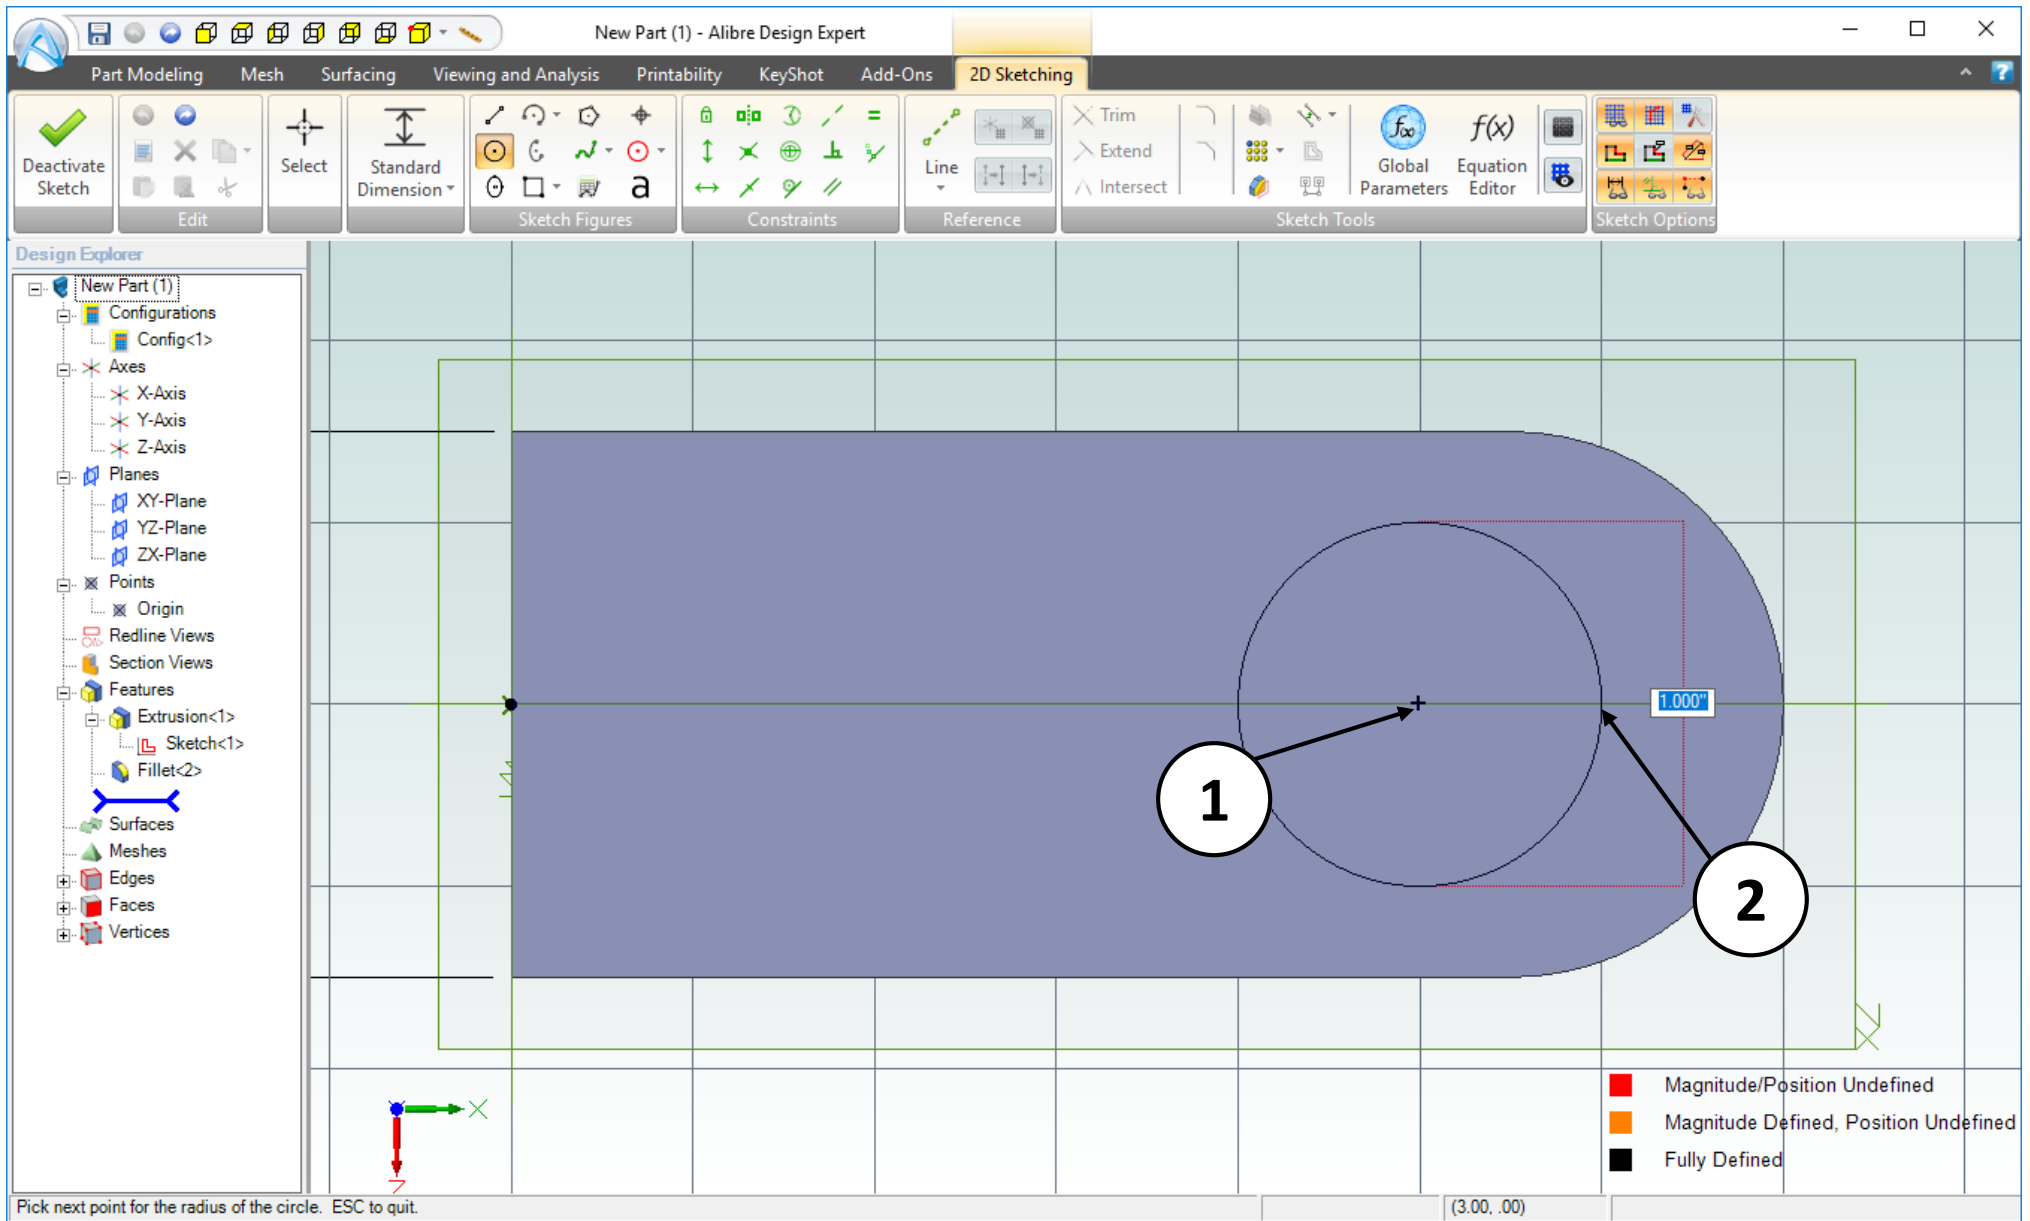 New Part (1) - Alibre Design Expert
Part Modeling Mesh Surfacing Viewing and Analysis Printability KeyShot Add-Ons 2D Sketching
Deactivate Sketch
Edit
Select
Standard Dimension
a
Sketch Figures
Constraints
Line
Reference
Trim
Extend
Intersect
f(x)
Global Parameters
f(x)
Equation Editor
Sketch Tools
Sketch Options
Design Explorer
New Part (1)
Configurations
Config<1>
Axes
X-Axis
Y-Axis
Z-Axis
Planes
XY-Plane
YZ-Plane
ZX-Plane
Points
Origin
Redline Views
Section Views
Features
Extrusion<1>
Sketch<1>
Fillet<2>
Surfaces
Meshes
Edges
Faces
Vertices
1.000"
1
2
X
Z
X
Z
Magnitude/Position Undefined
Magnitude Defined, Position Undefined
Fully Defined
Pick next point for the radius of the circle. ESC to quit.
(3.00, .00)